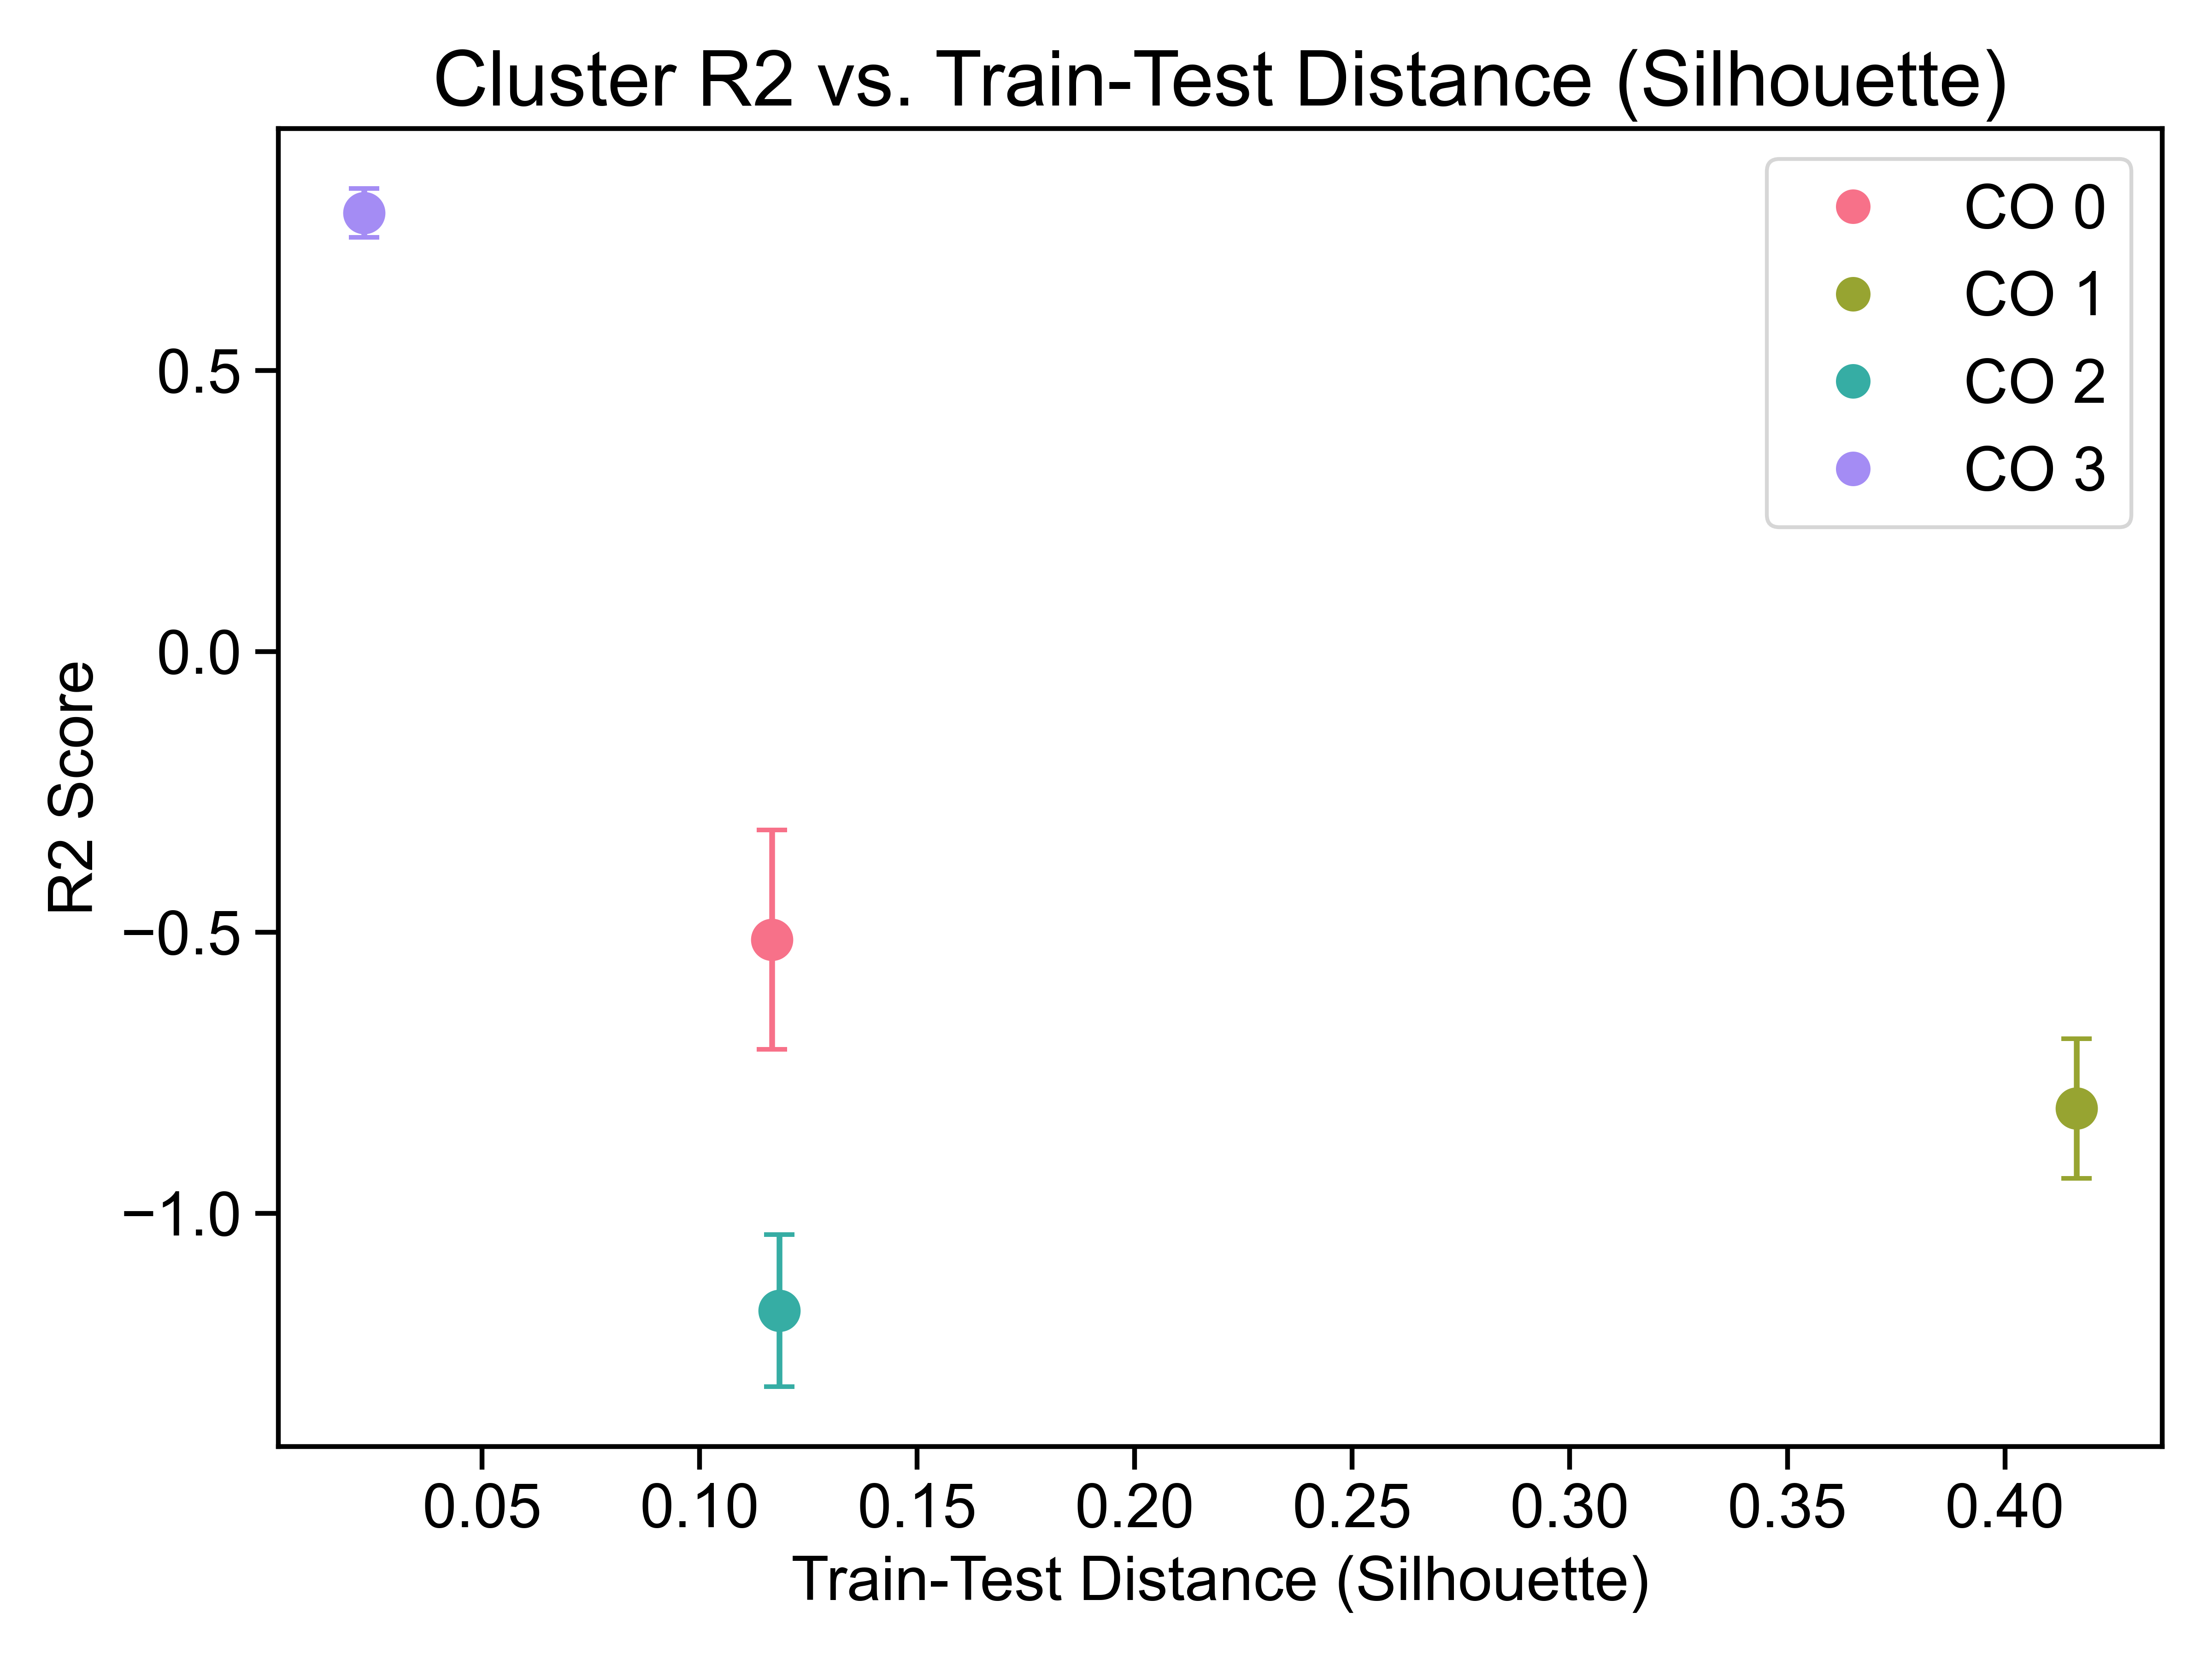 Cluster R2 vs. Train-Test Distance (Silhouette)
CO 0
CO 1
CO 2
CO 3
0.5
0.0
−0.5
−1.0
R2 Score
0.05 0.10 0.15 0.20 0.25 0.30 0.35 0.40
Train-Test Distance (Silhouette)